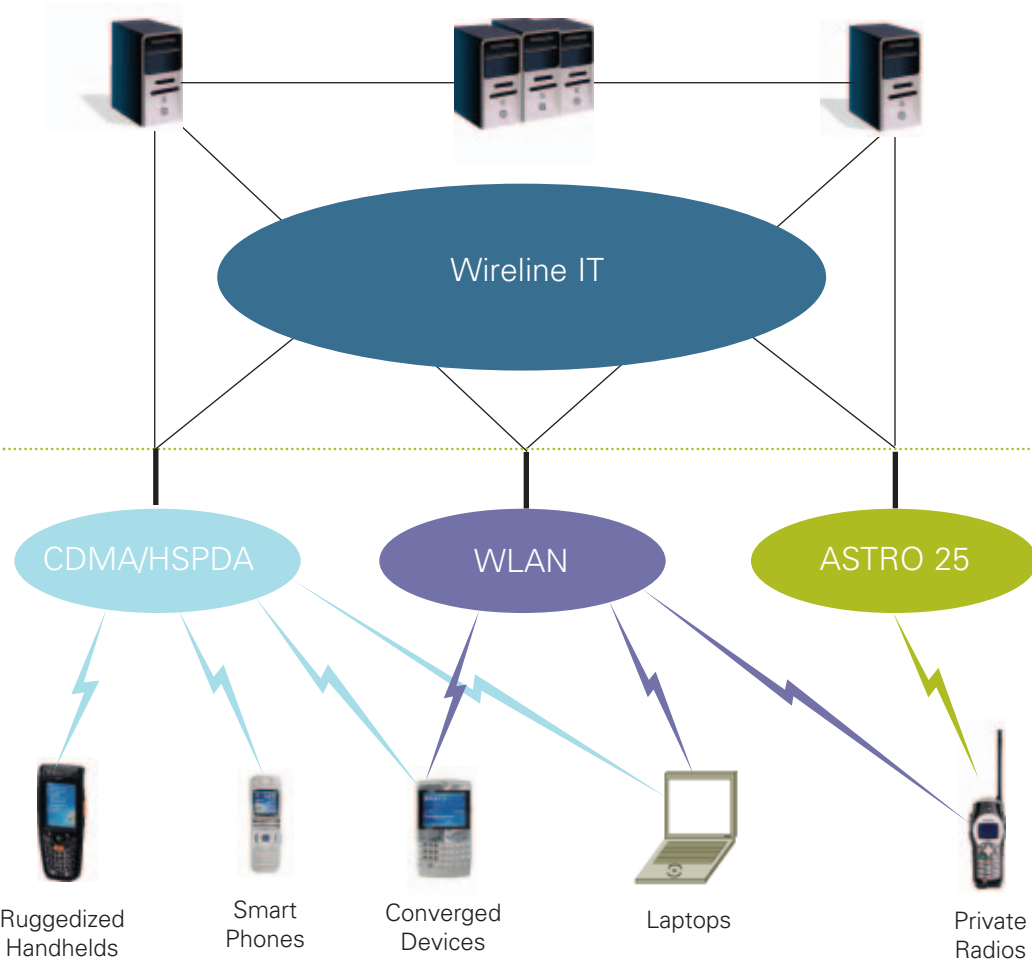 Wireline IT
CDMA/HSPDA
WLAN
ASTRO 25
Ruggedized
Handhelds
Smart
Phones
Converged
Devices
Laptops
Private
Radios